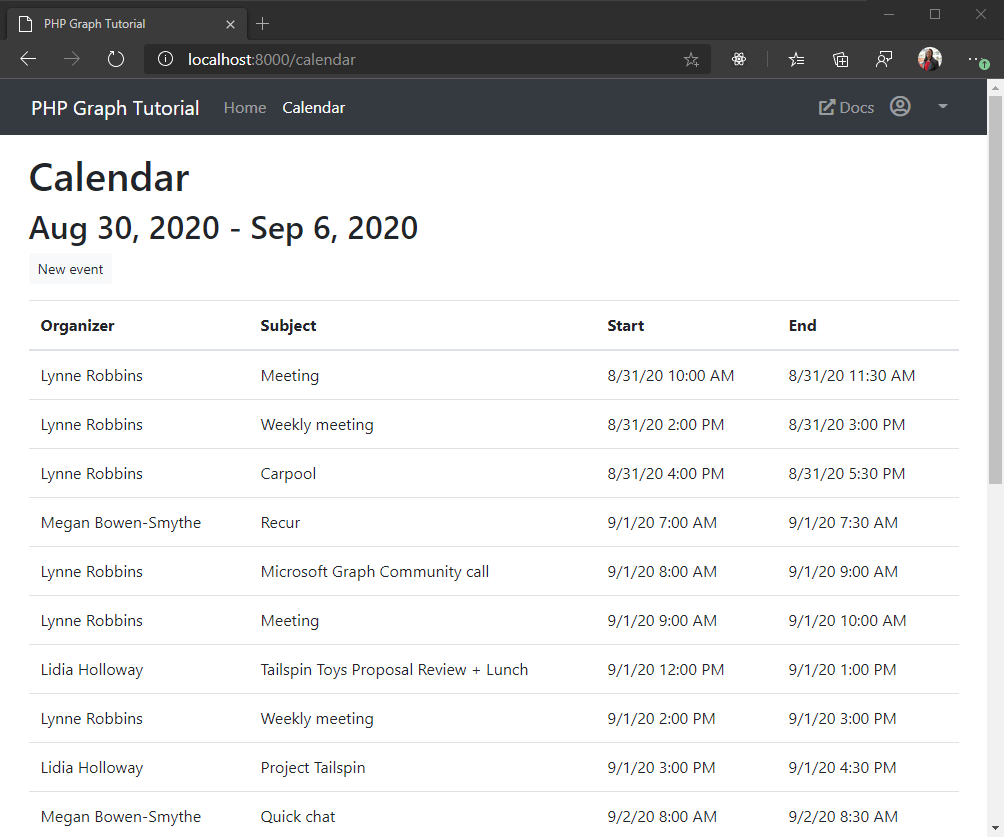 PHP Graph Tutorial
localhost:8000/calendar
PHP Graph Tutorial Home Calendar Docs
Calendar
Aug 30, 2020 - Sep 6, 2020
New event
Organizer Subject Start End
Lynne Robbins Meeting 8/31/20 10:00 AM 8/31/20 11:30 AM
Lynne Robbins Weekly meeting 8/31/20 2:00 PM 8/31/20 3:00 PM
Lynne Robbins Carpool 8/31/20 4:00 PM 8/31/20 5:30 PM
Megan Bowen-Smythe Recur 9/1/20 7:00 AM 9/1/20 7:30 AM
Lynne Robbins Microsoft Graph Community call 9/1/20 8:00 AM 9/1/20 9:00 AM
Lynne Robbins Meeting 9/1/20 9:00 AM 9/1/20 10:00 AM
Lidia Holloway Tailspin Toys Proposal Review + Lunch 9/1/20 12:00 PM 9/1/20 1:00 PM
Lynne Robbins Weekly meeting 9/1/20 2:00 PM 9/1/20 3:00 PM
Lidia Holloway Project Tailspin 9/1/20 3:00 PM 9/1/20 4:30 PM
Megan Bowen-Smythe Quick chat 9/2/20 8:00 AM 9/2/20 8:30 AM